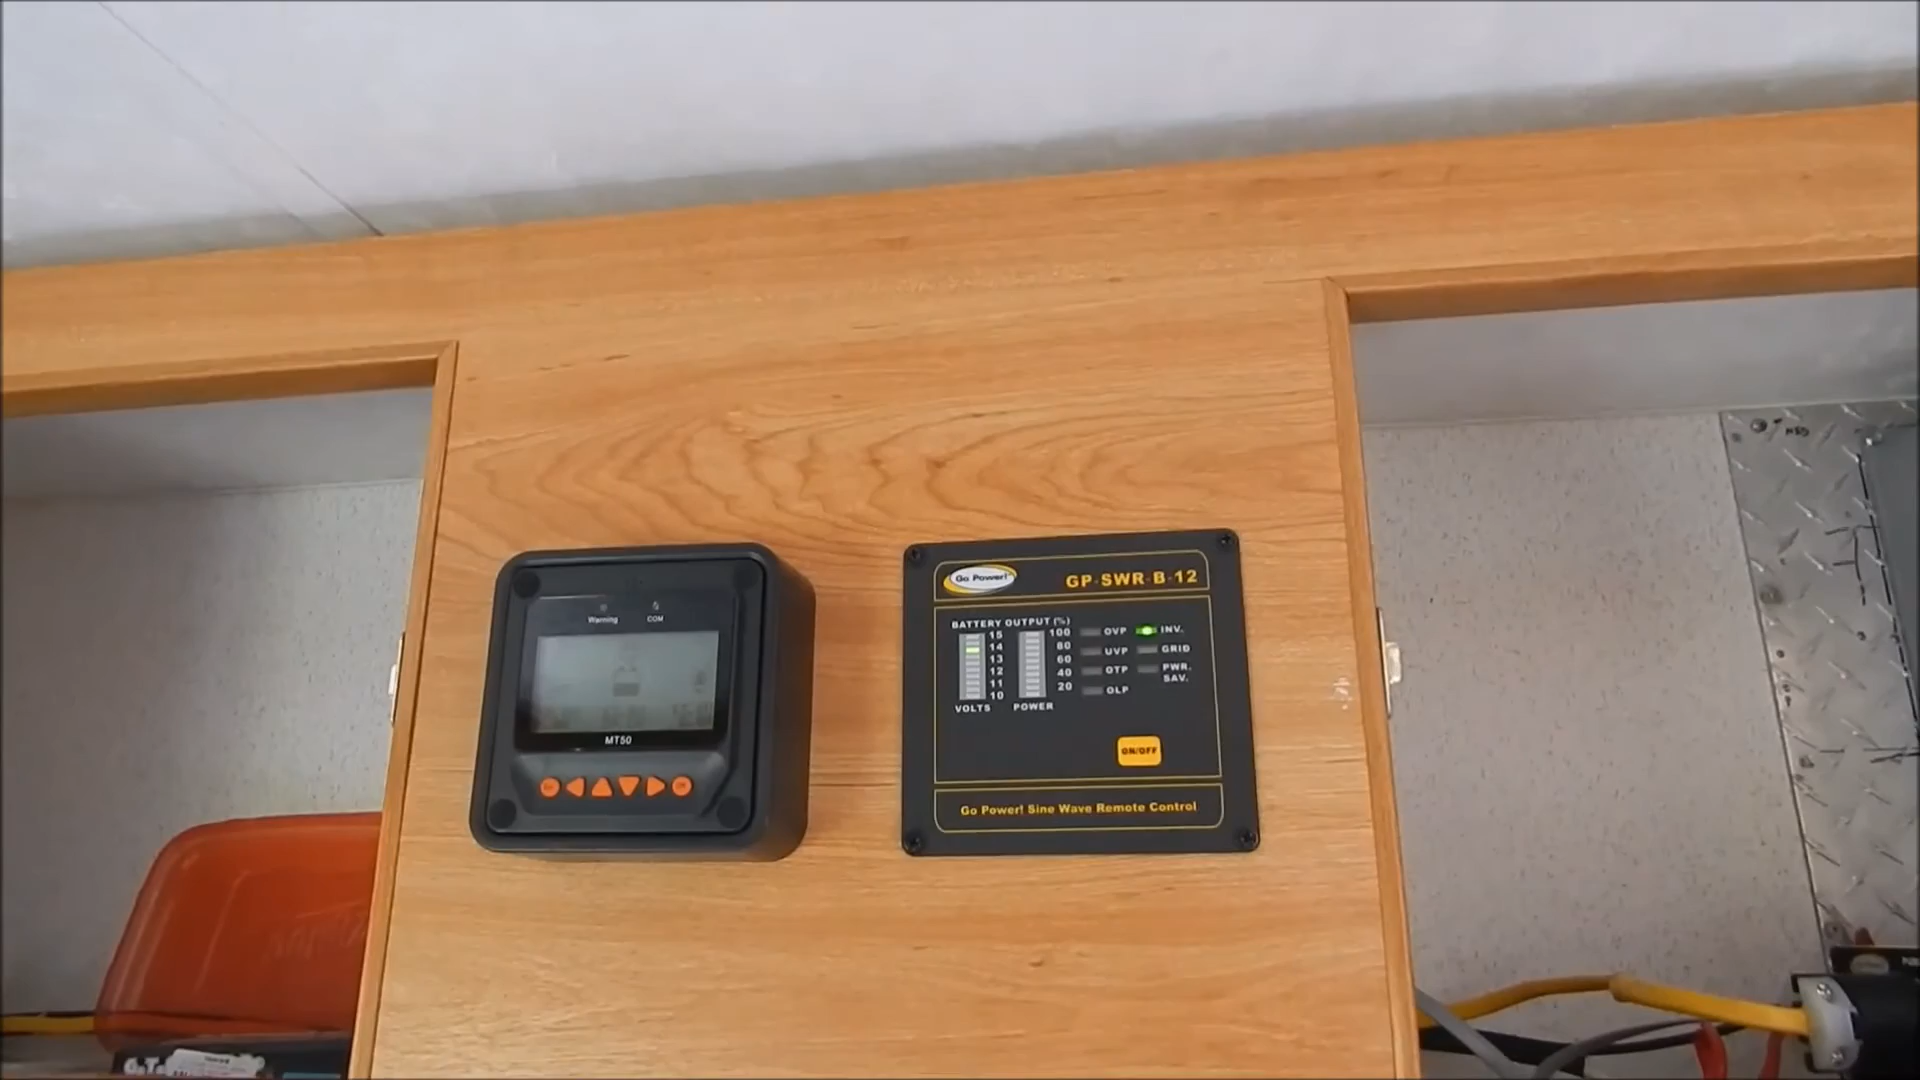 Warning COM
MT50
Go Power!
GP-SWR-B-12
BATTERY OUTPUT (%)
15
14
13
12
11
10
VOLTS
100
80
60
40
20
POWER
OVP
UVP
OTP
OLP
INV.
GRID
PWR.
SAV.
ON/OFF
Go Power! Sine Wave Remote Control